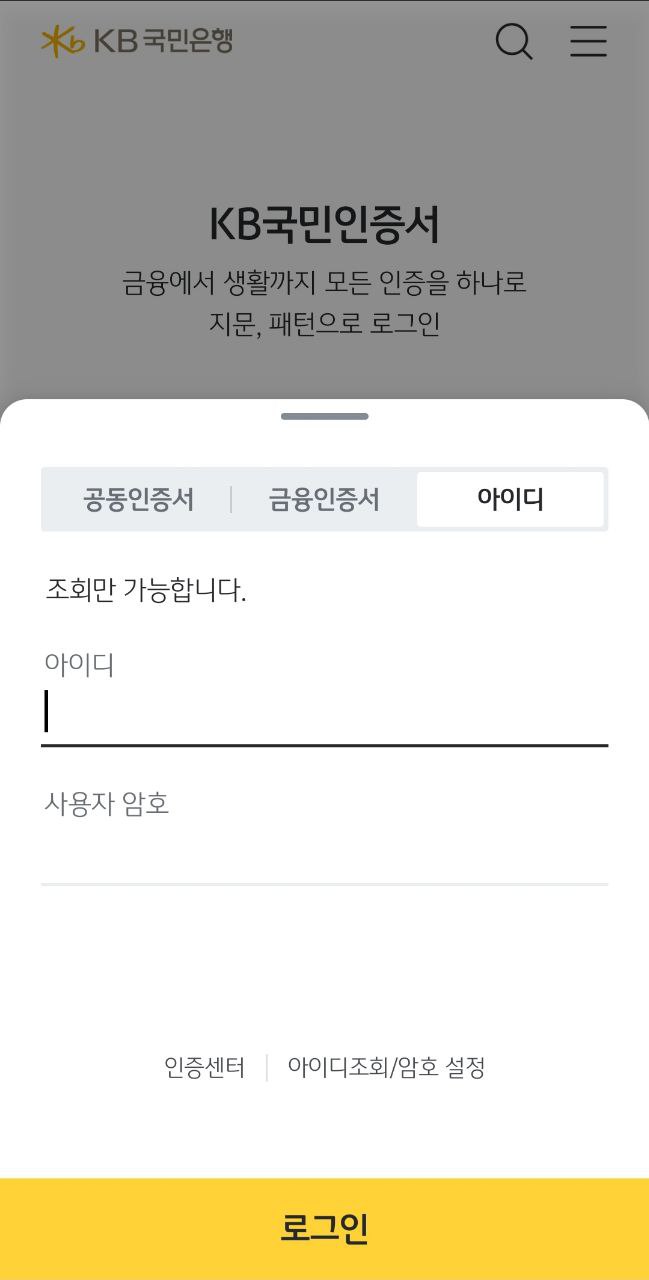 KB 국민은행
KB국민인증서
금융에서 생활까지 모든 인증을 하나로
지문, 패턴으로 로그인
공동인증서 금융인증서 아이디
조회만 가능합니다.
아이디
사용자 암호
인증센터 아이디조회/암호 설정
로그인